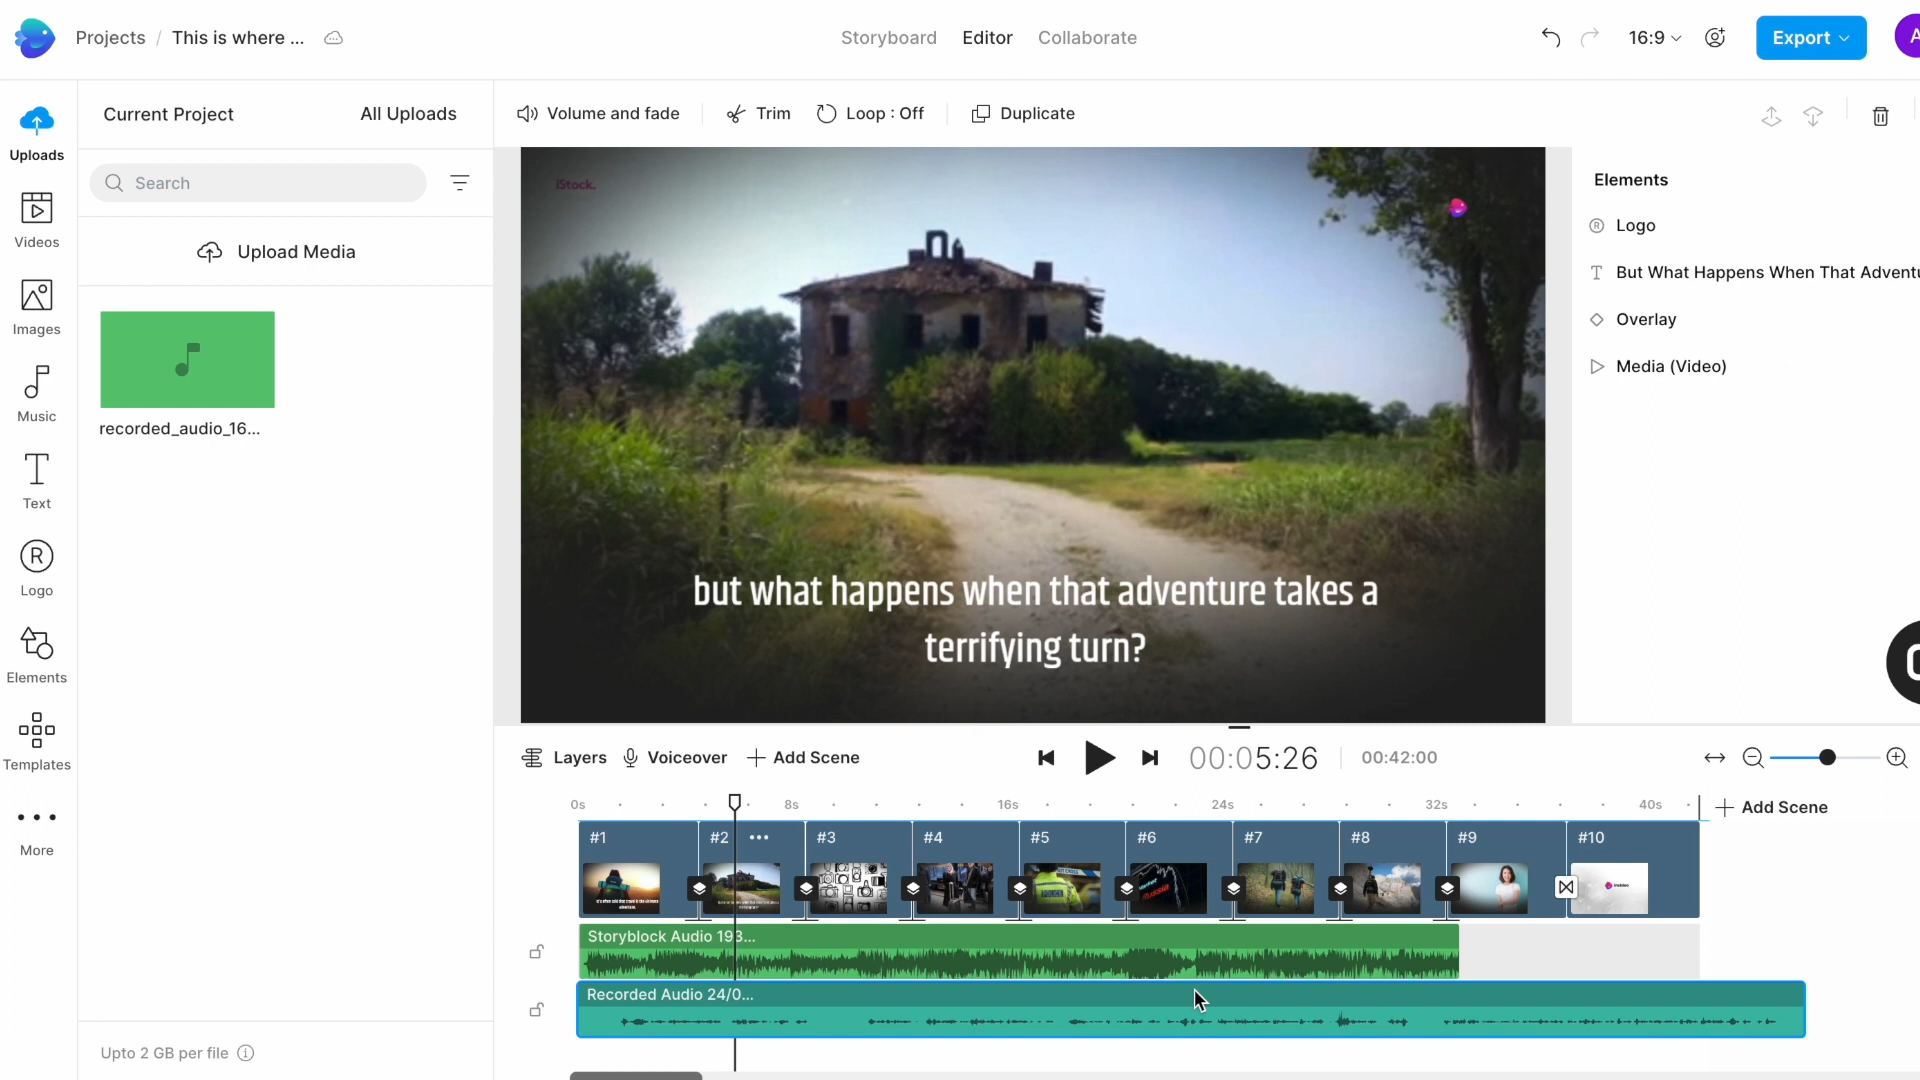 Projects / This is where ...
Storyboard
Editor
Collaborate
16:9
Export
A
Current Project
All Uploads
Volume and fade
Trim
Loop : Off
Duplicate
Uploads
Search
Upload Media
Videos
Images
Music
Text
Logo
Elements
Templates
More
recorded_audio_16...
Upto 2 GB per file
iStock.
but what happens when that adventure takes a
terrifying turn?
Elements
Logo
But What Happens When That Adventu
Overlay
Media (Video)
Layers
Voiceover
Add Scene
00:05:26
00:42:00
0s
8s
16s
24s
32s
40s
Add Scene
#1
#2
#3
#4
#5
#6
#7
#8
#9
#10
POLICE
Storyblock Audio 193...
Recorded Audio 24/0...